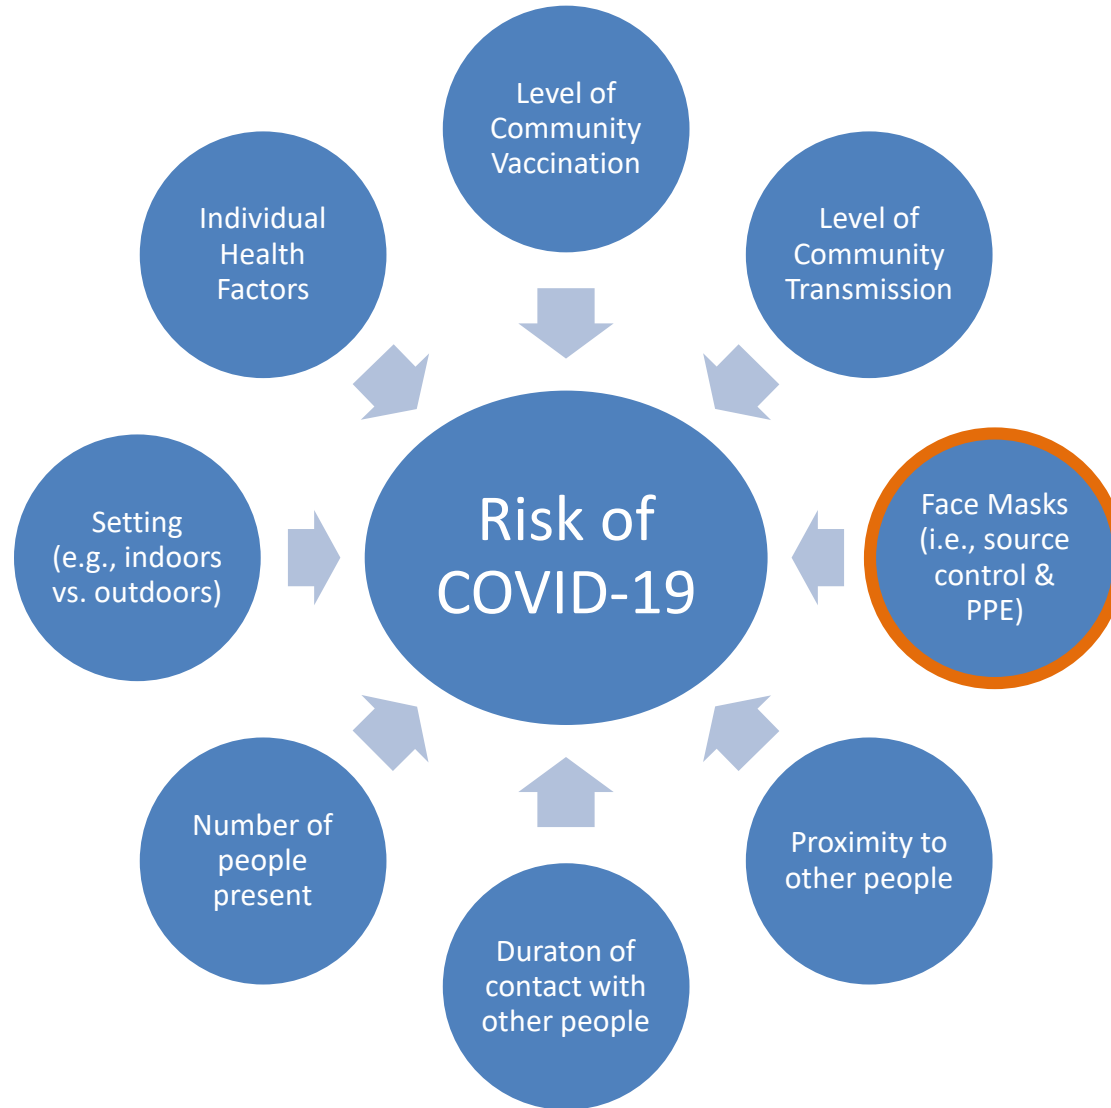 Level of
Community
Vaccination
Level of
Community
Transmission
Face Masks
(i.e., source
control &
PPE)
Proximity to
other people
Duraton of
contact with
other people
Number of
people
present
Setting
(e.g., indoors
vs. outdoors)
Individual
Health
Factors
Risk of
COVID-19